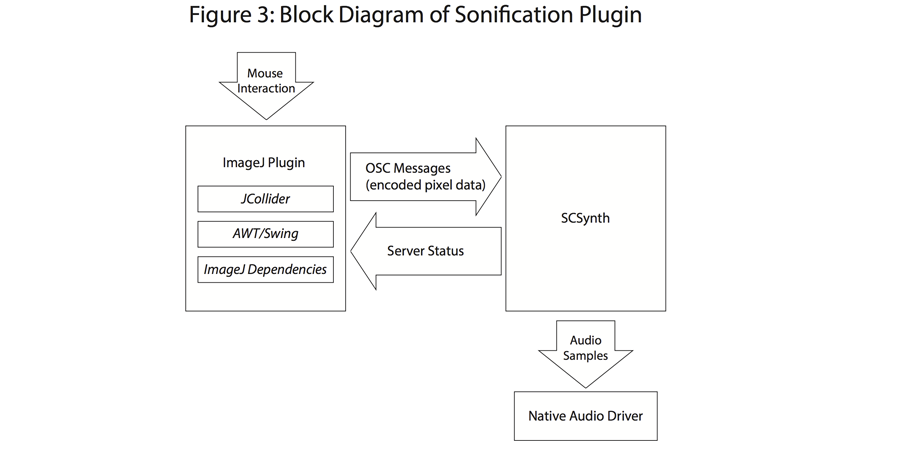 Figure 3: Block Diagram of Sonification Plugin
Mouse
Interaction
ImageJ Plugin
JCollider
AWT/Swing
ImageJ Dependencies
OSC Messages
(encoded pixel data)
Server Status
SCSynth
Audio
Samples
Native Audio Driver